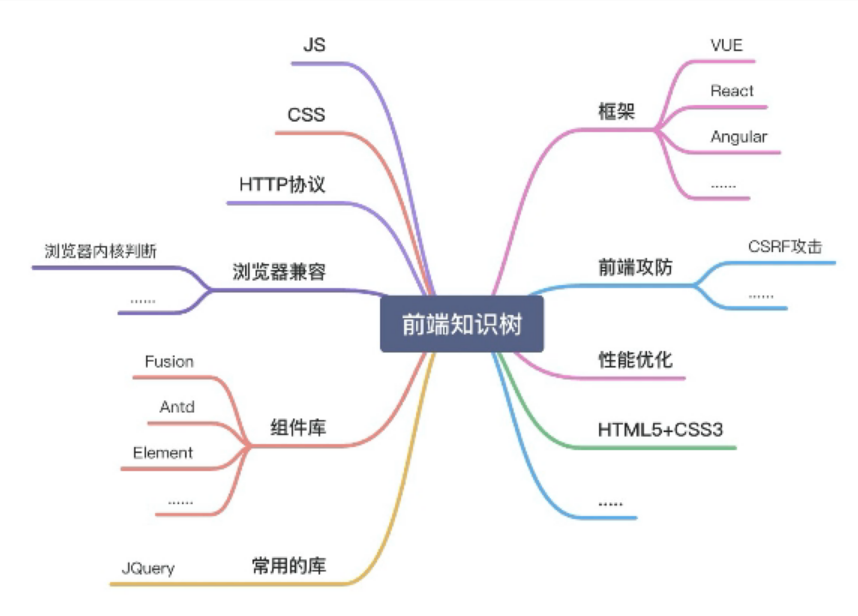 JS
CSS
HTTP协议
浏览器兼容
浏览器内核判断
......
组件库
Fusion
Antd
Element
......
常用的库
JQuery
前端知识树
框架
VUE
React
Angular
......
前端攻防
CSRF攻击
......
性能优化
HTML5+CSS3
.....